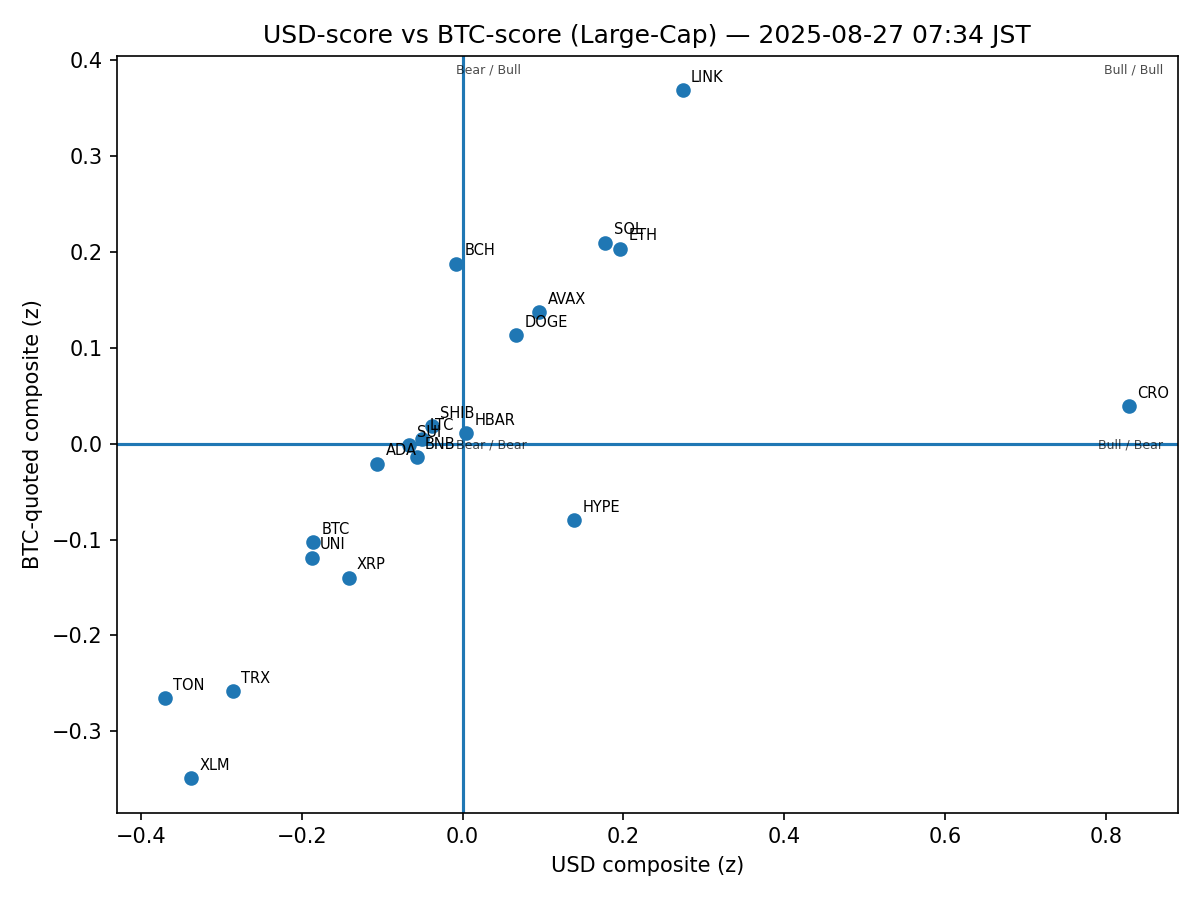 USD-score vs BTC-score (Large-Cap) — 2025-08-27 07:34 JST
BTC-quoted composite (z)
0.4
0.3
0.2
0.1
0.0
−0.1
−0.2
−0.3
Bear / Bull
Bull / Bull
LINK
SOL
ETH
BCH
AVAX
DOGE
CRO
SHIB
HBAR
LTC
SUI
BNB
Bear / Bear
Bull / Bear
ADA
HYPE
BTC
UNI
XRP
TRX
TON
XLM
−0.4
−0.2
0.0
0.2
0.4
0.6
0.8
USD composite (z)